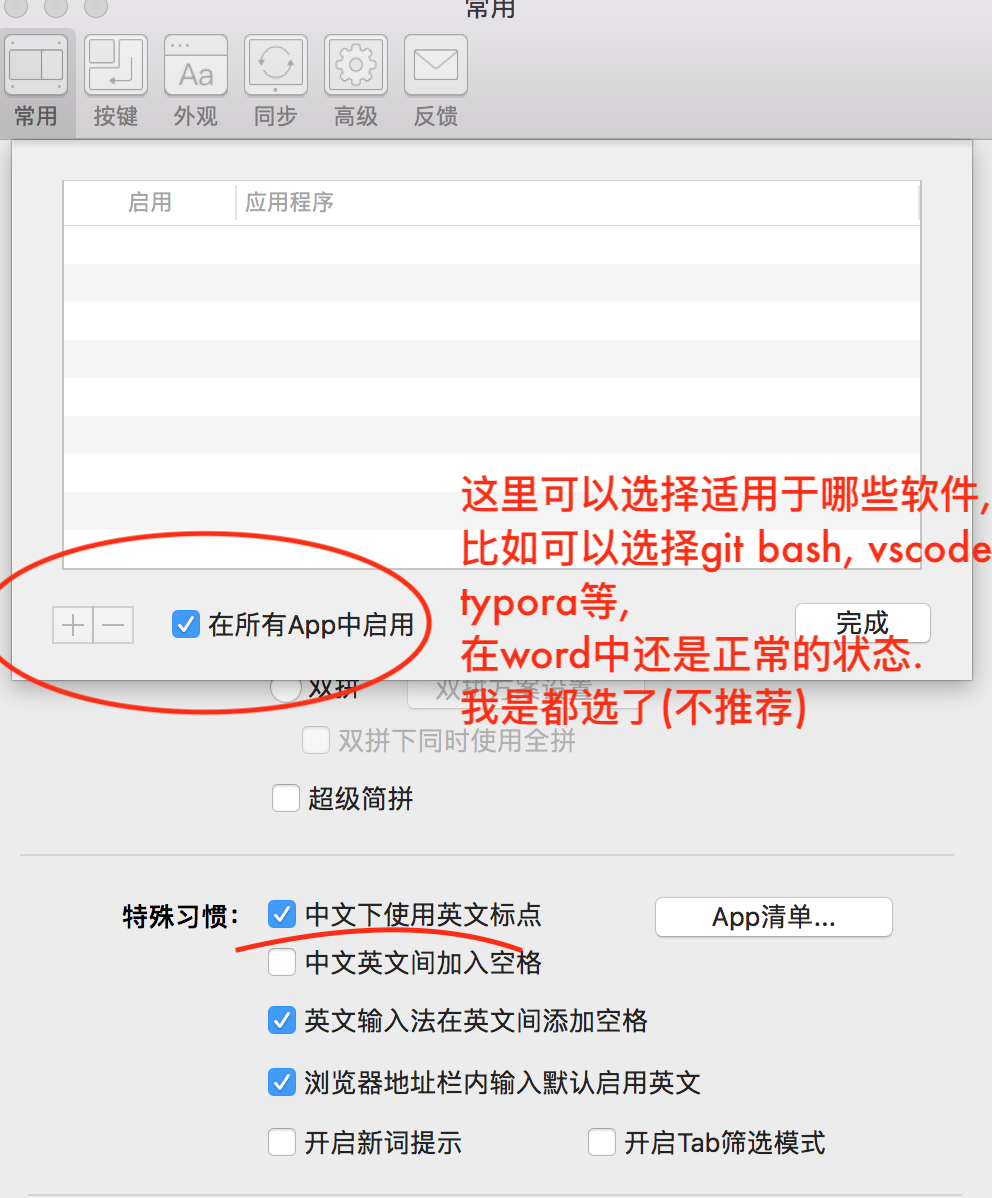 常用
常用 按键 外观 同步 高级 反馈
启用 应用程序
这里可以选择适用于哪些软件,
比如可以选择git bash, vscode
typora等,
在所有App中启用
完成
在word中还是正常的状态.
双拼 双拼方案设置
我是都选了(不推荐)
双拼下同时使用全拼
超级简拼
特殊习惯: 中文下使用英文标点 App清单...
中文英文间加入空格
英文输入法在英文间添加空格
浏览器地址栏内输入默认启用英文
开启新词提示 开启Tab筛选模式